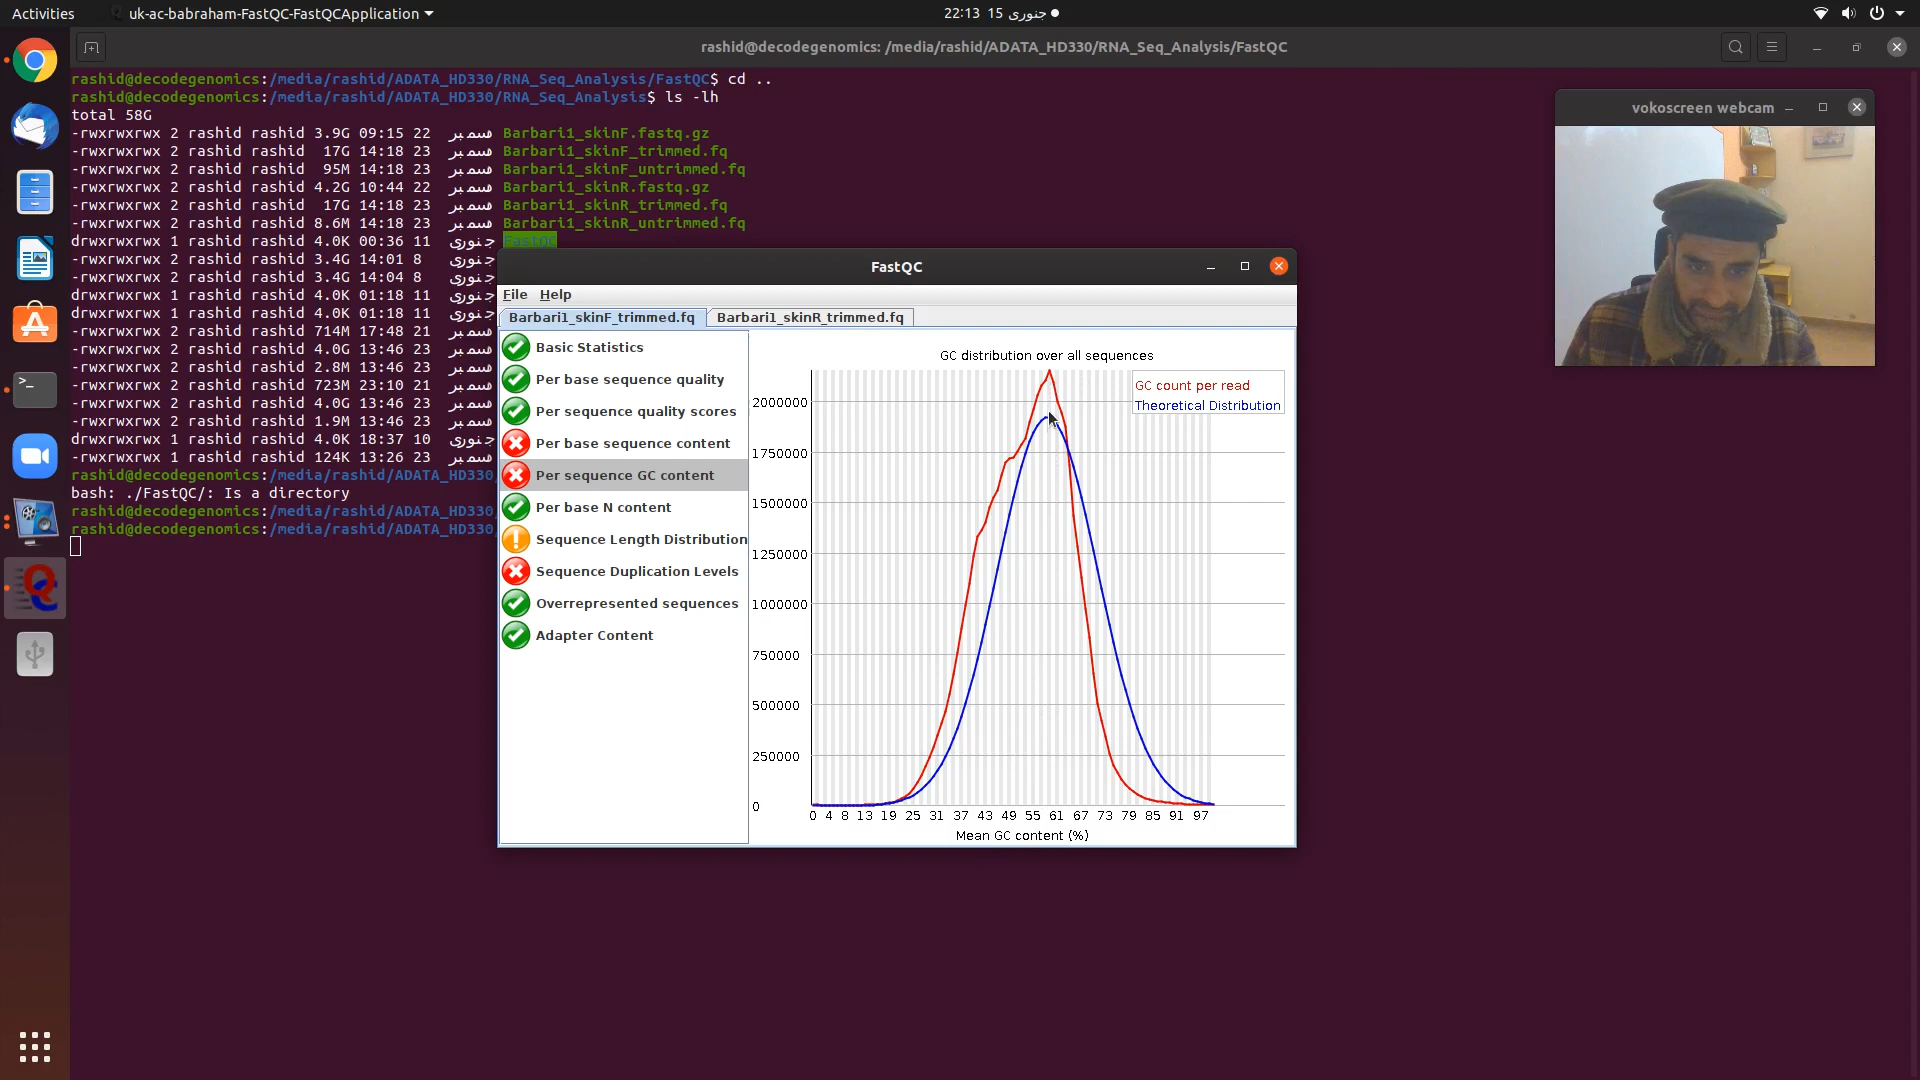 Activities
uk-ac-babraham-FastQC-FastQCApplication
22:13 15 جنوری
rashid@decodegenomics: /media/rashid/ADATA_HD330/RNA_Seq_Analysis/FastQC
rashid@decodegenomics:/media/rashid/ADATA_HD330/RNA_Seq_Analysis/FastQC$ cd ..
rashid@decodegenomics:/media/rashid/ADATA_HD330/RNA_Seq_Analysis$ ls -lh
total 58G
-rwxrwxrwx 2 rashid rashid 3.9G 09:15 22 دسمبر Barbari1_skinF.fastq.gz
-rwxrwxrwx 2 rashid rashid 17G 14:18 23 دسمبر Barbari1_skinF_trimmed.fq
-rwxrwxrwx 2 rashid rashid 95M 14:18 23 دسمبر Barbari1_skinF_untrimmed.fq
-rwxrwxrwx 2 rashid rashid 4.2G 10:44 22 دسمبر Barbari1_skinR.fastq.gz
-rwxrwxrwx 2 rashid rashid 17G 14:18 23 دسمبر Barbari1_skinR_trimmed.fq
-rwxrwxrwx 2 rashid rashid 8.6M 14:18 23 دسمبر Barbari1_skinR_untrimmed.fq
drwxrwxrwx 1 rashid rashid 4.0K 00:36 11 جنوری FastQC
-rwxrwxrwx 2 rashid rashid 3.4G 14:01 8 جنوری
-rwxrwxrwx 2 rashid rashid 3.4G 14:04 8 جنوری
drwxrwxrwx 1 rashid rashid 4.0K 01:18 11 جنوری
drwxrwxrwx 1 rashid rashid 4.0K 01:18 11 جنوری
-rwxrwxrwx 2 rashid rashid 714M 17:48 21 دسمبر
-rwxrwxrwx 2 rashid rashid 4.0G 13:46 23 دسمبر
-rwxrwxrwx 2 rashid rashid 2.8M 13:46 23 دسمبر
-rwxrwxrwx 2 rashid rashid 723M 23:10 21 دسمبر
-rwxrwxrwx 2 rashid rashid 4.0G 13:46 23 دسمبر
-rwxrwxrwx 2 rashid rashid 1.9M 13:46 23 دسمبر
drwxrwxrwx 1 rashid rashid 4.0K 18:37 10 جنوری
-rwxrwxrwx 1 rashid rashid 124K 13:26 23 دسمبر
rashid@decodegenomics:/media/rashid/ADATA_HD330
bash: ./FastQC/: Is a directory
rashid@decodegenomics:/media/rashid/ADATA_HD330
rashid@decodegenomics:/media/rashid/ADATA_HD330
vokoscreen webcam
FastQC
File Help
Barbari1_skinF_trimmed.fq Barbari1_skinR_trimmed.fq
Basic Statistics
Per base sequence quality
Per sequence quality scores
Per base sequence content
Per sequence GC content
Per base N content
Sequence Length Distribution
Sequence Duplication Levels
Overrepresented sequences
Adapter Content
GC distribution over all sequences
GC count per read
Theoretical Distribution
2000000
1750000
1500000
1250000
1000000
750000
500000
250000
0
0 4 8 13 19 25 31 37 43 49 55 61 67 73 79 85 91 97
Mean GC content (%)